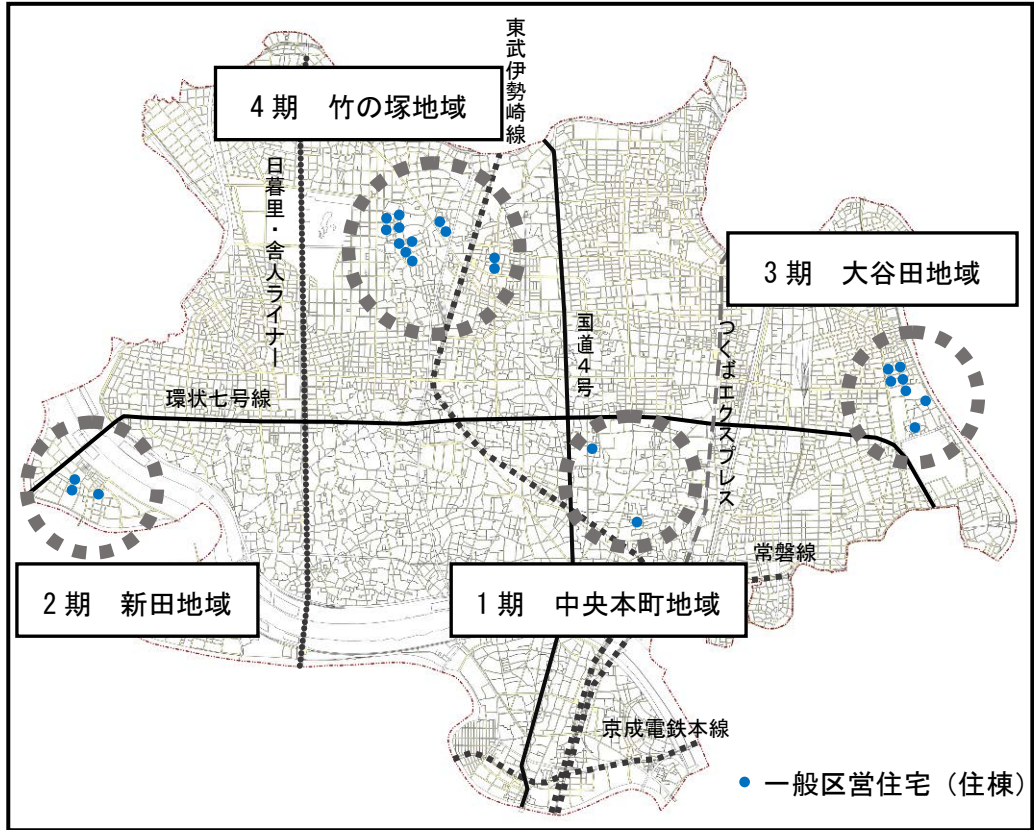 東武伊勢崎線
4期 竹の塚地域
日暮里・舎人ライナー
3期 大谷田地域
国道4号
つくばエクスプレス
環状七号線
常磐線
2期 新田地域
1期 中央本町地域
京成電鉄本線
一般区営住宅（住棟）